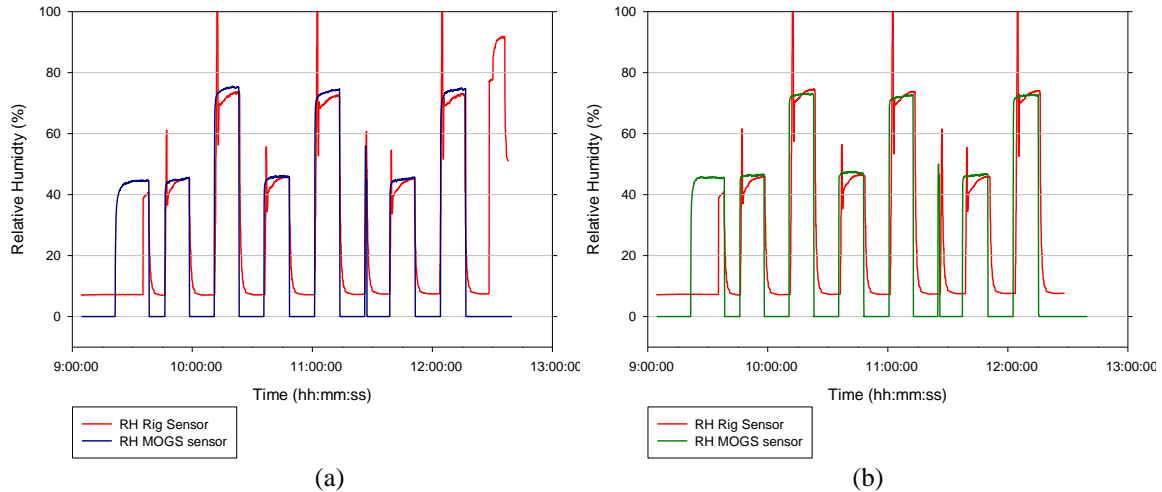 100
80
60
40
20
0
Relative Humidty (%)
9:00:00
10:00:00
11:00:00
12:00:00
13:00:00
Time (hh:mm:ss)
RH Rig Sensor
RH MOGS sensor
(a)
100
80
60
40
20
0
Relative Humidty (%)
9:00:00
10:00:00
11:00:00
12:00:00
13:00:00
Time (hh:mm:ss)
RH Rig Sensor
RH MOGS sensor
(b)